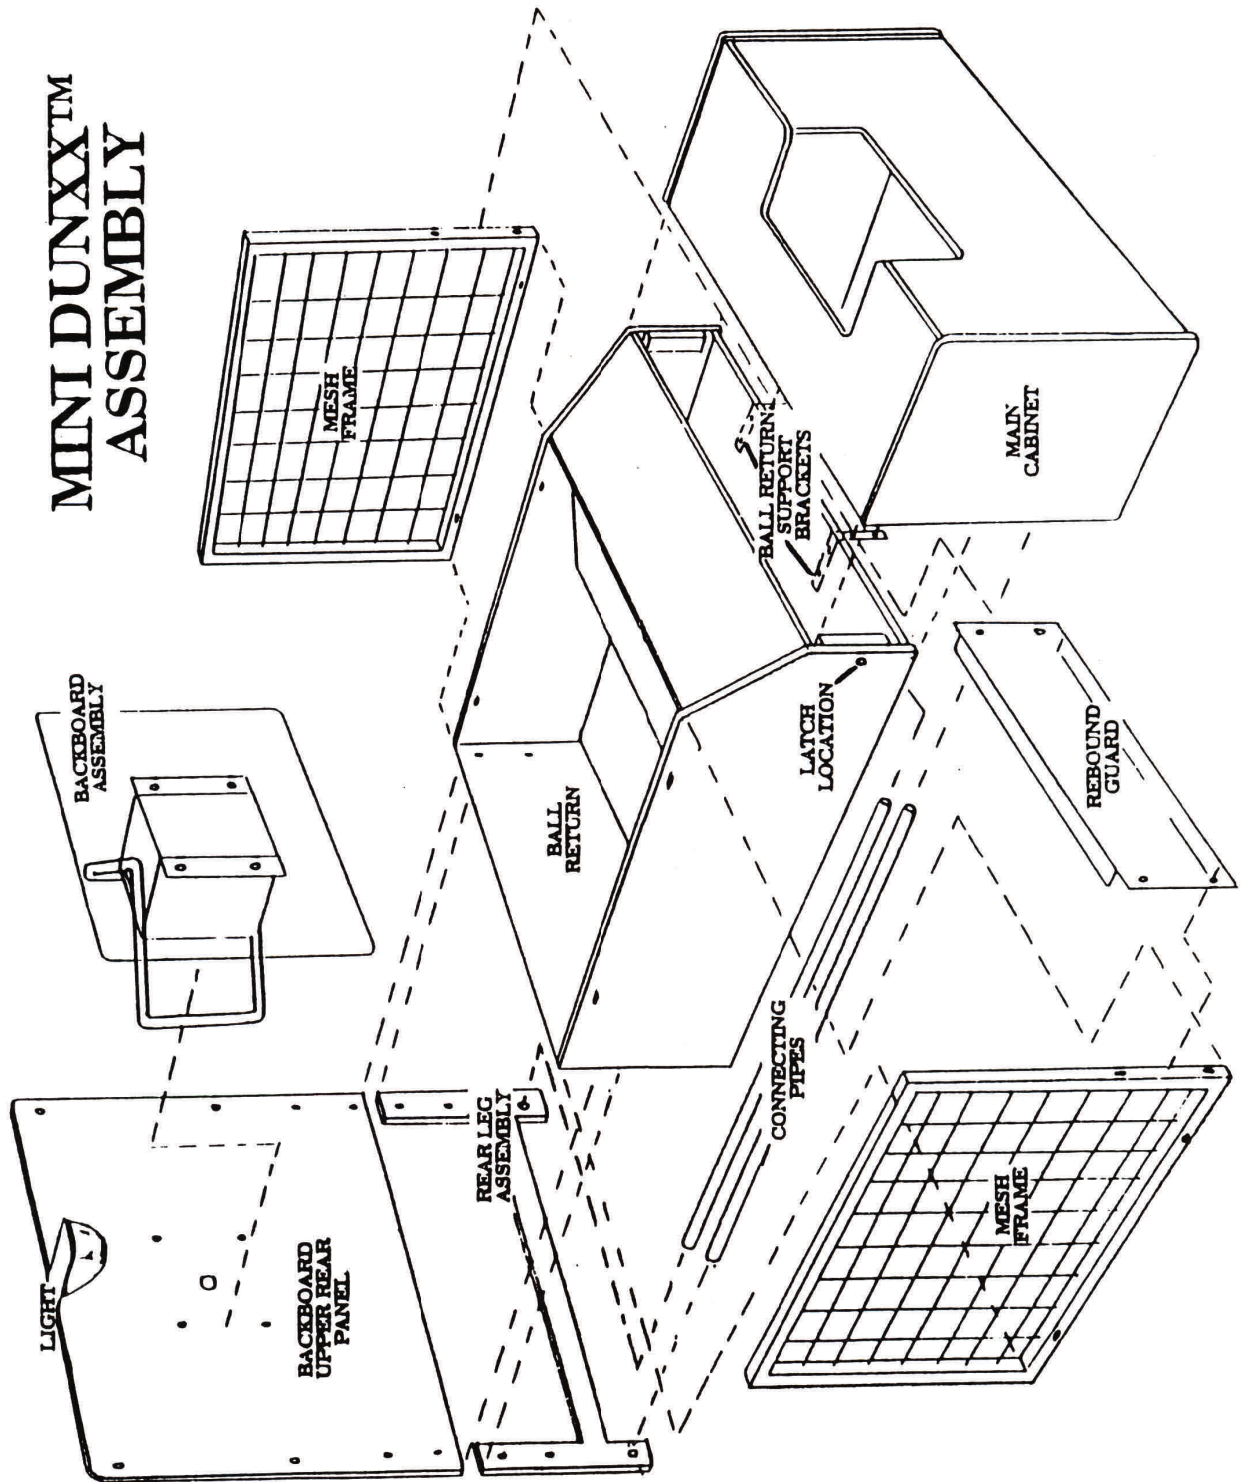 MINI DUNXX™
ASSEMBLY
LIGHT
BACKBOARD
UPPER REAR
PANEL
BACKBOARD
ASSEMBLY
MESH
FRAME
REAR LEG
ASSEMBLY
BALL
RETURN
BALL RETURN
SUPPORT
BRACKETS
CONNECTING
PIPES
LATCH
LOCATION
MAIN
CABINET
MESH
FRAME
REBOUND
GUARD